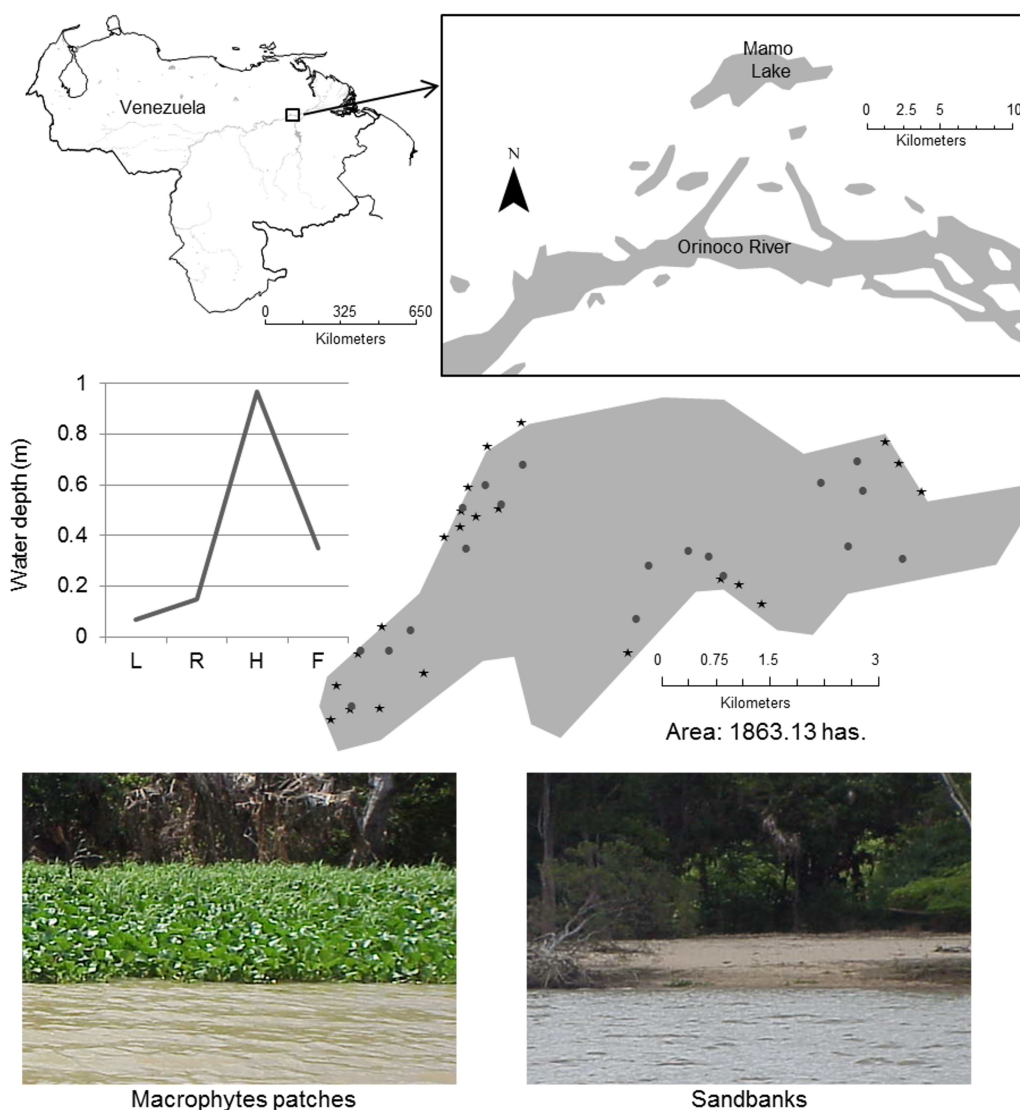 Venezuela
0 325 650
Kilometers
Mamo
Lake
0 2.5 5 10
Kilometers
N
Orinoco River
Water depth (m)
1
0.8
0.6
0.4
0.2
0
L R H F
0 0.75 1.5 3
Kilometers
Area: 1863.13 has.
Macrophytes patches
Sandbanks